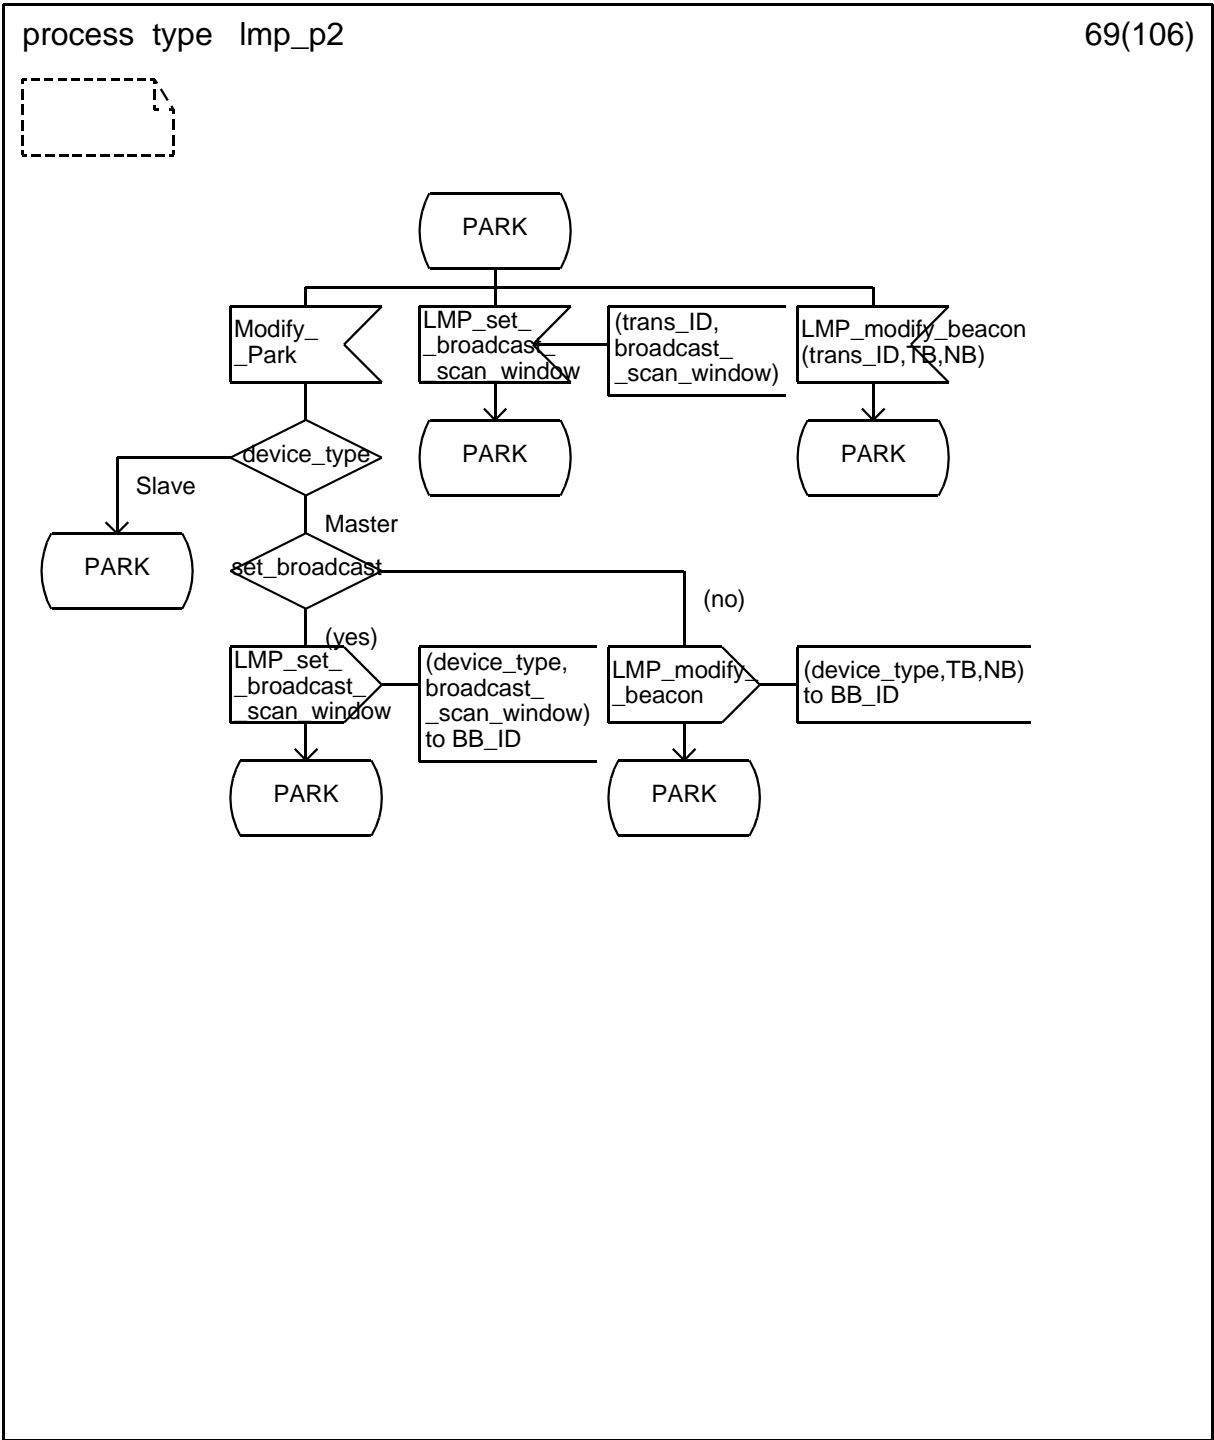 process type lmp_p2
69(106)
PARK
Modify_
_Park
LMP_set_
_broadcast_
_scan_window
(trans_ID,
broadcast_
_scan_window)
LMP_modify_beacon
(trans_ID,TB,NB)
device_type
PARK
PARK
Slave
Master
PARK
set_broadcast
(no)
(yes)
LMP_set_
_broadcast_
_scan_window
(device_type,
broadcast_
_scan_window)
to BB_ID
LMP_modify_
_beacon
(device_type,TB,NB)
to BB_ID
PARK
PARK